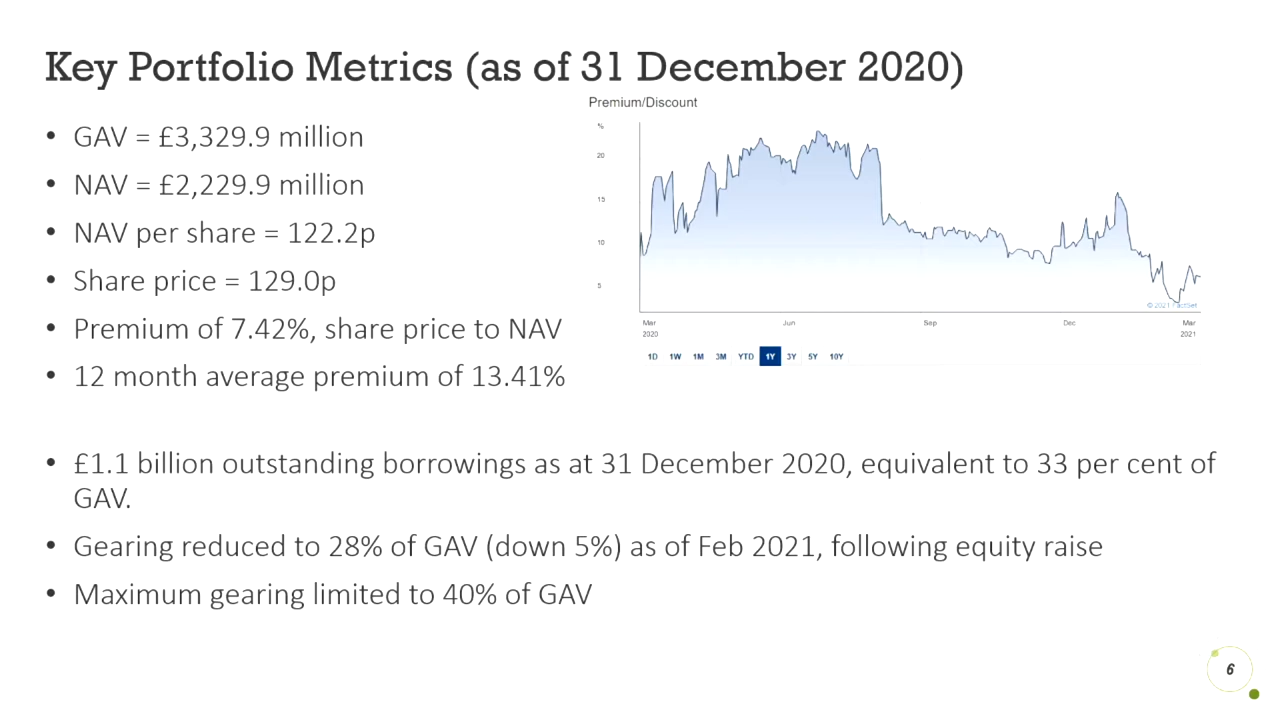 Key Portfolio Metrics (as of 31 December 2020)
Premium/Discount
• GAV = £3,329.9 million
• NAV = £2,229.9 million
• NAV per share = 122.2p
• Share price = 129.0p
• Premium of 7.42%, share price to NAV
• 12 month average premium of 13.41%
%
20
15
10
5
© 2021 FactSet
Mar Jun Sep Dec Mar
2020 2021
1D 1W 1M 3M YTD 1Y 3Y 5Y 10Y
• £1.1 billion outstanding borrowings as at 31 December 2020, equivalent to 33 per cent of
GAV.
• Gearing reduced to 28% of GAV (down 5%) as of Feb 2021, following equity raise
• Maximum gearing limited to 40% of GAV
6